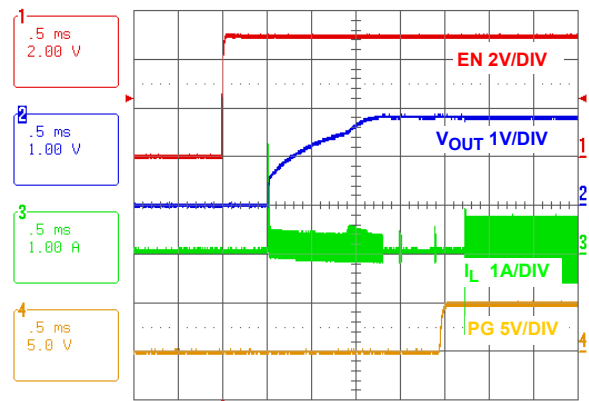 1
.5 ms
2.00 V
EN 2V/DIV
2
.5 ms
1.00 V
VOUT 1V/DIV
1
2
3
.5 ms
1.00 A
3
IL 1A/DIV
4
.5 ms
5.0 V
PG 5V/DIV
4